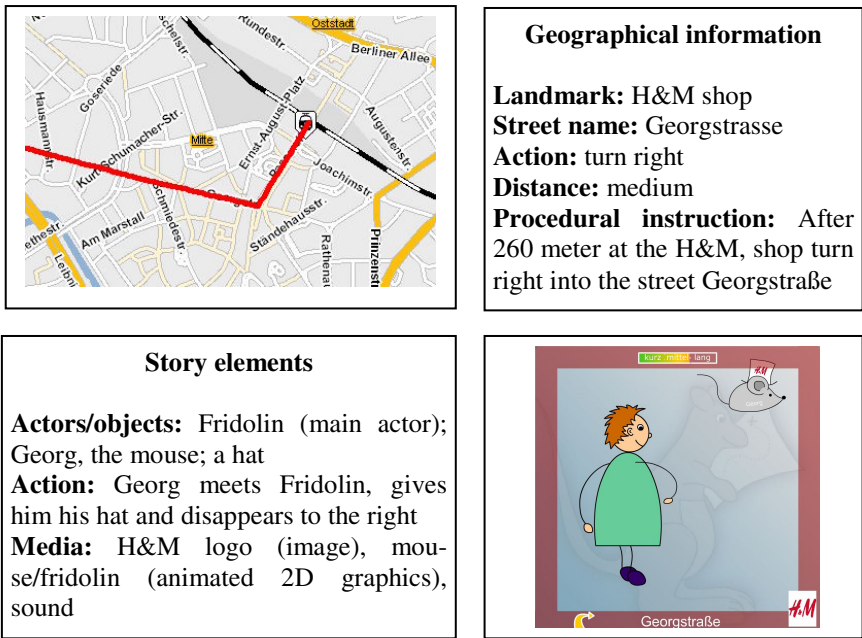 Oststadt
Rundestr.
Berliner Allee
Goseriede
Hausmannstr.
Kurt-Schumacher-Str.
Mitte
Ernst-August-Platz
Augustenstr.
Joachimstr.
Am Marstall
Schmiedestr.
Ständehausstr.
Prinzenst
Leibni
Geographical information
Landmark: H&M shop
Street name: Georgstrasse
Action: turn right
Distance: medium
Procedural instruction: After
260 meter at the H&M, shop turn
right into the street Georgstraße
Story elements
Actors/objects: Fridolin (main actor);
Georg, the mouse; a hat
Action: Georg meets Fridolin, gives
him his hat and disappears to the right
Media: H&M logo (image), mou-
se/fridolin (animated 2D graphics),
sound
kurz mittel lang
H&M
H&M
Georgstraße